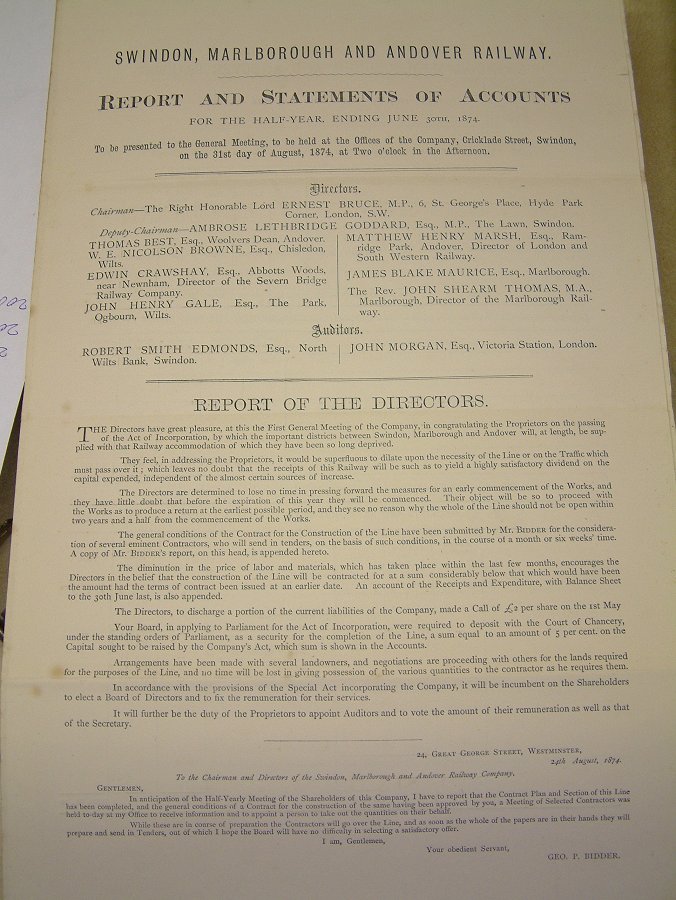 SWINDON, MARLBOROUGH AND ANDOVER RAILWAY.
REPORT AND STATEMENTS OF ACCOUNTS
FOR THE HALF-YEAR, ENDING JUNE 30TH, 1874.
To be presented to the General Meeting, to be held at the Offices of the Company, Cricklade Street, Swindon,
on the 31st day of August, 1874, at Two o'clock in the Afternoon.
Directors.
Chairman—The Right Honorable Lord ERNEST BRUCE, M.P., 6, St. George's Place, Hyde Park
Corner, London, S.W.
Deputy-Chairman—AMBROSE LETHBRIDGE GODDARD, Esq., M.P., The Lawn, Swindon.
THOMAS BEST, Esq., Woolvers Dean, Andover.
W. E. NICOLSON BROWNE, Esq., Chisledon,
Wilts.
EDWIN CRAWSHAY, Esq., Abbotts Woods,
near Newnham, Director of the Severn Bridge
Railway Company.
JOHN HENRY GALE, Esq., The Park,
Ogbourn, Wilts.
MATTHEW HENRY MARSH, Esq., Ram-
ridge Park, Andover, Director of London and
South Western Railway.
JAMES BLAKE MAURICE, Esq., Marlborough.
The Rev. JOHN SHEARM THOMAS, M.A.,
Marlborough, Director of the Marlborough Rail-
way.
Auditors.
ROBERT SMITH EDMONDS, Esq., North
Wilts Bank, Swindon.
JOHN MORGAN, Esq., Victoria Station, London.
REPORT OF THE DIRECTORS.
THE Directors have great pleasure, at this the First General Meeting of the Company, in congratulating the Proprietors on the passing
of the Act of Incorporation, by which the important districts between Swindon, Marlborough and Andover will, at length, be sup-
plied with that Railway accommodation of which they have been so long deprived.
They feel, in addressing the Proprietors, it would be superfluous to dilate upon the necessity of the Line or on the Traffic which
must pass over it; which leaves no doubt that the receipts of this Railway will be such as to yield a highly satisfactory dividend on the
capital expended, independent of the almost certain sources of increase.
The Directors are determined to lose no time in pressing forward the measures for an early commencement of the Works, and
they have little doubt that before the expiration of this year they will be commenced. Their object will be so to proceed with
the Works as to produce a return at the earliest possible period, and they see no reason why the whole of the Line should not be open within
two years and a half from the commencement of the Works.
The general conditions of the Contract for the Construction of the Line have been submitted by Mr. BIDDER for the considera-
tion of several eminent Contractors, who will send in tenders, on the basis of such conditions, in the course of a month or six weeks' time.
A copy of Mr. BIDDER's report, on this head, is appended hereto.
The diminution in the price of labor and materials, which has taken place within the last few months, encourages the
Directors in the belief that the construction of the Line will be contracted for at a sum considerably below that which would have been
the amount had the terms of contract been issued at an earlier date. An account of the Receipts and Expenditure, with Balance Sheet
to the 30th June last, is also appended.
The Directors, to discharge a portion of the current liabilities of the Company, made a Call of £2 per share on the 1st May
Your Board, in applying to Parliament for the Act of Incorporation, were required to deposit with the Court of Chancery,
under the standing orders of Parliament, as a security for the completion of the Line, a sum equal to an amount of 5 per cent. on the
Capital sought to be raised by the Company's Act, which sum is shown in the Accounts.
Arrangements have been made with several landowners, and negotiations are proceeding with others for the lands required
for the purposes of the Line, and no time will be lost in giving possession of the various quantities to the contractor as he requires them.
In accordance with the provisions of the Special Act incorporating the Company, it will be incumbent on the Shareholders
to elect a Board of Directors and to fix the remuneration for their services.
It will further be the duty of the Proprietors to appoint Auditors and to vote the amount of their remuneration as well as that
of the Secretary.
24, GREAT GEORGE STREET, WESTMINSTER,
24th August, 1874.
To the Chairman and Directors of the Swindon, Marlborough and Andover Railway Company.
GENTLEMEN,
In anticipation of the Half-Yearly Meeting of the Shareholders of this Company, I have to report that the Contract Plan and Section of this Line
has been completed, and the general conditions of a Contract for the construction of the same having been approved by you, a Meeting of Selected Contractors was
held to-day at my Office to receive information and to appoint a person to take out the quantities on their behalf.
While these are in course of preparation the Contractors will go over the Line, and as soon as the whole of the papers are in their hands they will
prepare and send in Tenders, out of which I hope the Board will have no difficulty in selecting a satisfactory offer.
I am, Gentlemen,
Your obedient Servant,
GEO. P. BIDDER.